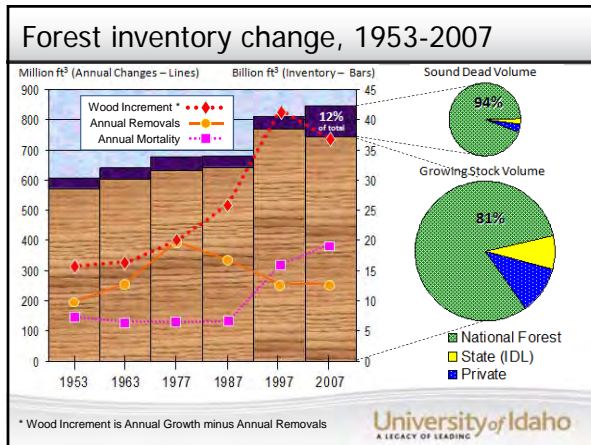 Forest inventory change, 1953-2007
Million ft³ (Annual Changes – Lines)
Billion ft³ (Inventory – Bars)
900
800
700
600
500
400
300
200
100
0
Wood Increment *
Annual Removals
Annual Mortality
12%
of total
45
40
35
30
25
20
15
10
5
0
1953
1963
1977
1987
1997
2007
Sound Dead Volume
94%
Growing Stock Volume
81%
National Forest
State (IDL)
Private
* Wood Increment is Annual Growth minus Annual Removals
University of Idaho
A LEGACY OF LEADING